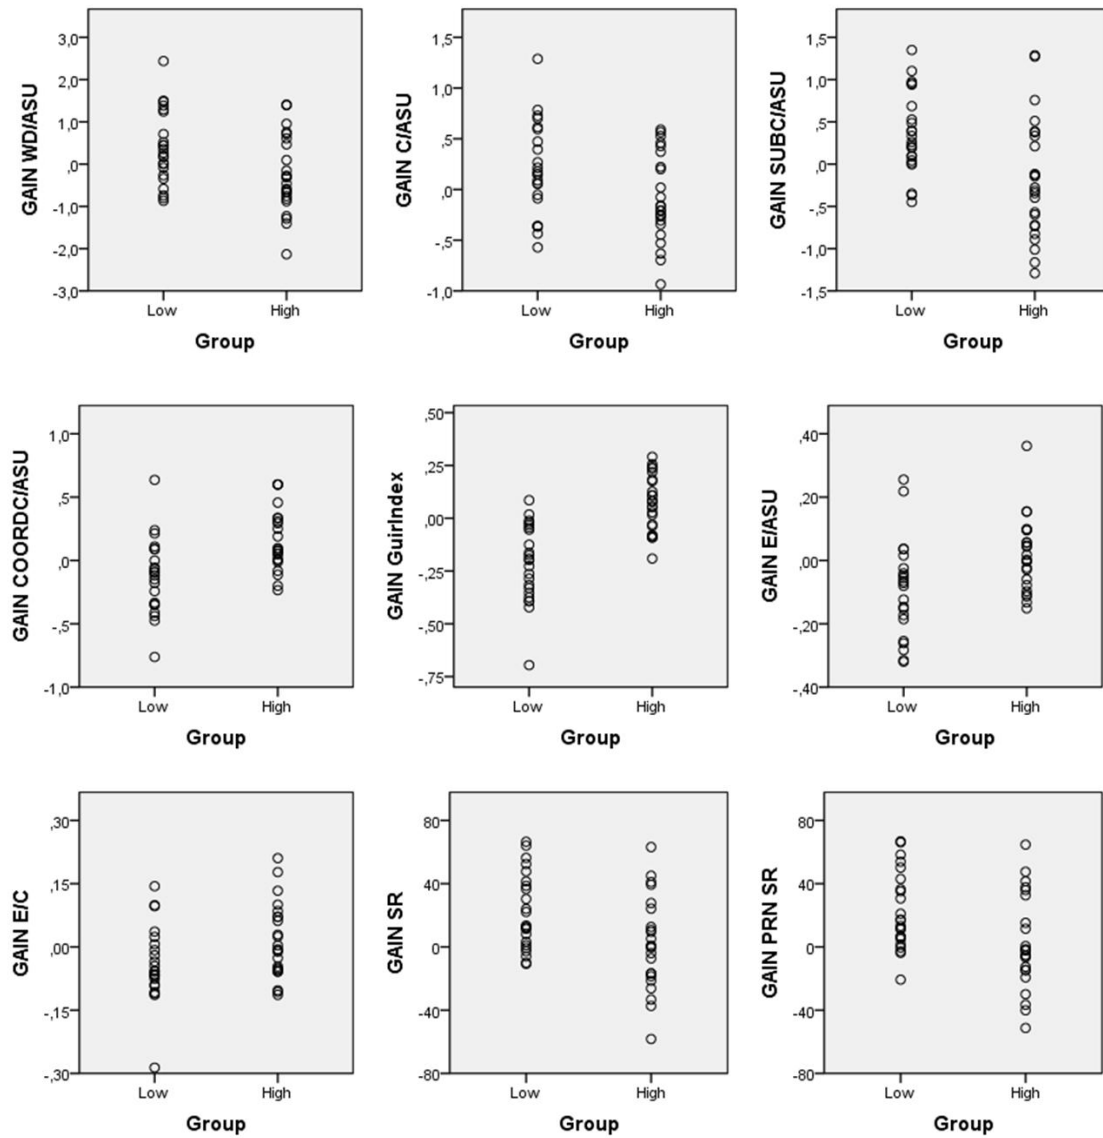 GAIN WD/ASU
3,0
2,0
1,0
,0
-1,0
-2,0
-3,0
Low
High
Group
GAIN C/ASU
1,5
1,0
,5
,0
-,5
-1,0
Low
High
Group
GAIN SUBC/ASU
1,5
1,0
,5
,0
-,5
-1,0
-1,5
Low
High
Group
GAIN COORDC/ASU
1,0
,5
,0
-,5
-1,0
Low
High
Group
GAIN GuirIndex
,50
,25
,00
-,25
-,50
-,75
Low
High
Group
GAIN E/ASU
,40
,20
,00
-,20
-,40
Low
High
Group
GAIN E/C
,30
,15
,00
-,15
-,30
Low
High
Group
GAIN SR
80
40
0
-40
-80
Low
High
Group
GAIN PRN SR
80
40
0
-40
-80
Low
High
Group